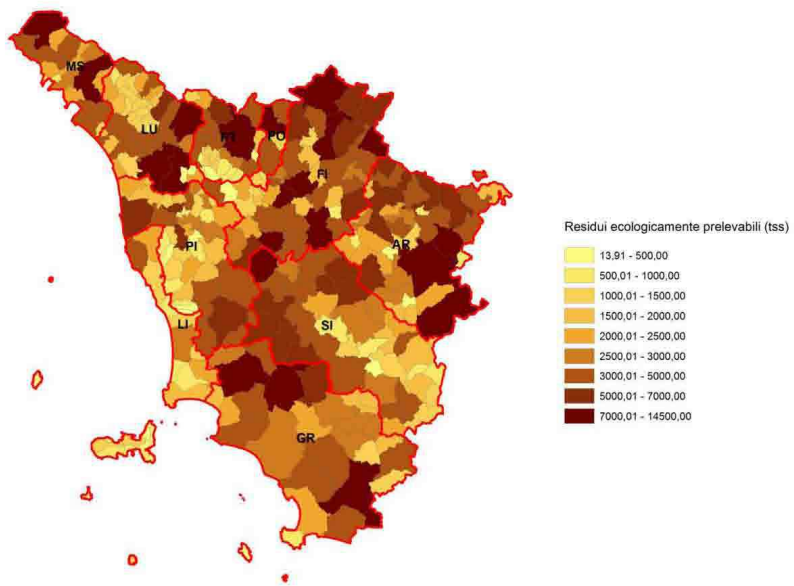 MS
LU
PT
PO
FI
PI
AR
LI
SI
GR
Residui ecologicamente prelevabili (tss)
13,91 - 500,00
500,01 - 1000,00
1000,01 - 1500,00
1500,01 - 2000,00
2000,01 - 2500,00
2500,01 - 3000,00
3000,01 - 5000,00
5000,01 - 7000,00
7000,01 - 14500,00